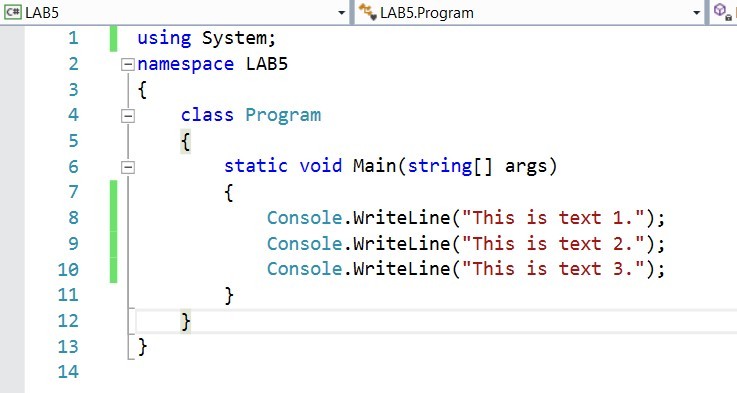 C# LAB5 LAB5.Program
1 using System;
2 namespace LAB5
3 {
4 class Program
5 {
6 static void Main(string[] args)
7 {
8 Console.WriteLine("This is text 1.");
9 Console.WriteLine("This is text 2.");
10 Console.WriteLine("This is text 3.");
11 }
12 }
13 }
14